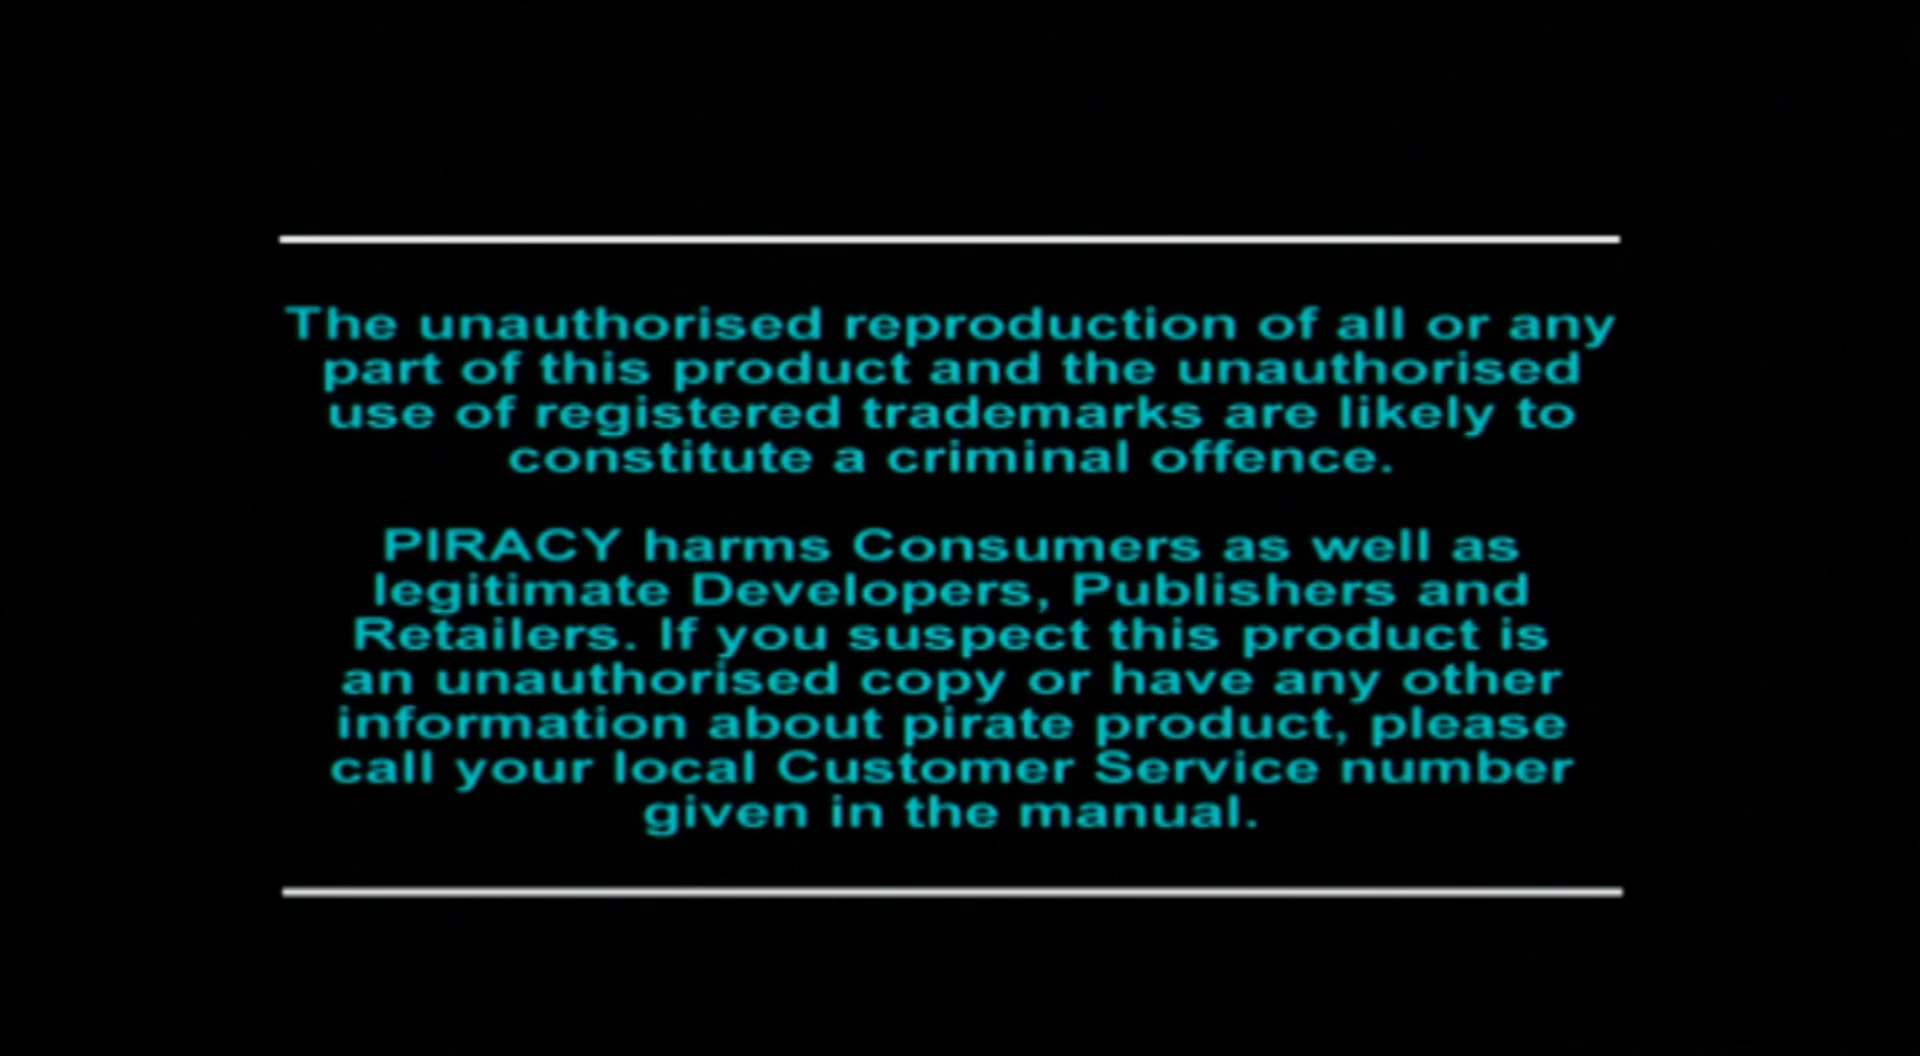 The unauthorised reproduction of all or any
part of this product and the unauthorised
use of registered trademarks are likely to
constitute a criminal offence.
PIRACY harms Consumers as well as
legitimate Developers, Publishers and
Retailers. If you suspect this product is
an unauthorised copy or have any other
information about pirate product, please
call your local Customer Service number
given in the manual.